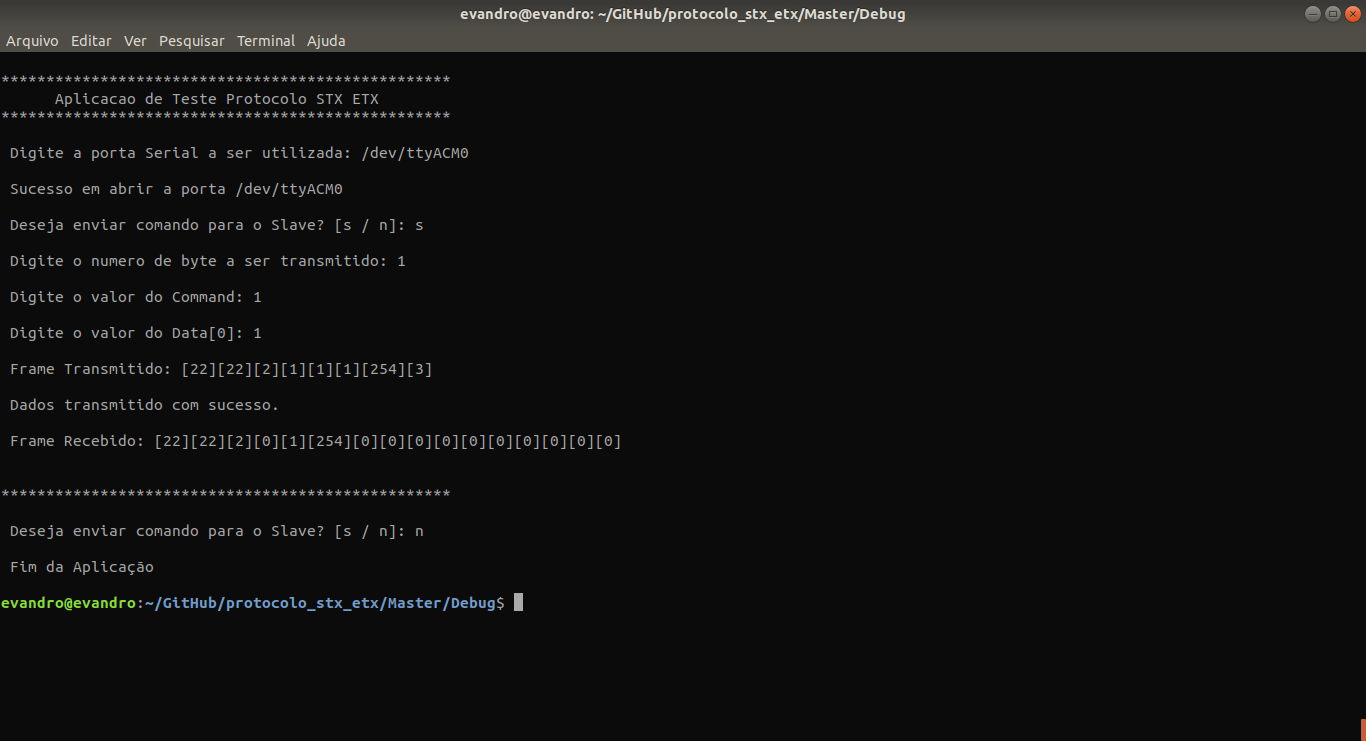 evandro@evandro: ~/GitHub/protocolo_stx_etx/Master/Debug
Arquivo Editar Ver Pesquisar Terminal Ajuda
**************************************************
Aplicacao de Teste Protocolo STX ETX
**************************************************
Digite a porta Serial a ser utilizada: /dev/ttyACM0
Sucesso em abrir a porta /dev/ttyACM0
Deseja enviar comando para o Slave? [s / n]: s
Digite o numero de byte a ser transmitido: 1
Digite o valor do Command: 1
Digite o valor do Data[0]: 1
Frame Transmitido: [22][22][2][1][1][1][254][3]
Dados transmitido com sucesso.
Frame Recebido: [22][22][2][0][1][254][0][0][0][0][0][0][0][0][0][0]
**************************************************
Deseja enviar comando para o Slave? [s / n]: n
Fim da Aplicação
evandro@evandro:~/GitHub/protocolo_stx_etx/Master/Debug$